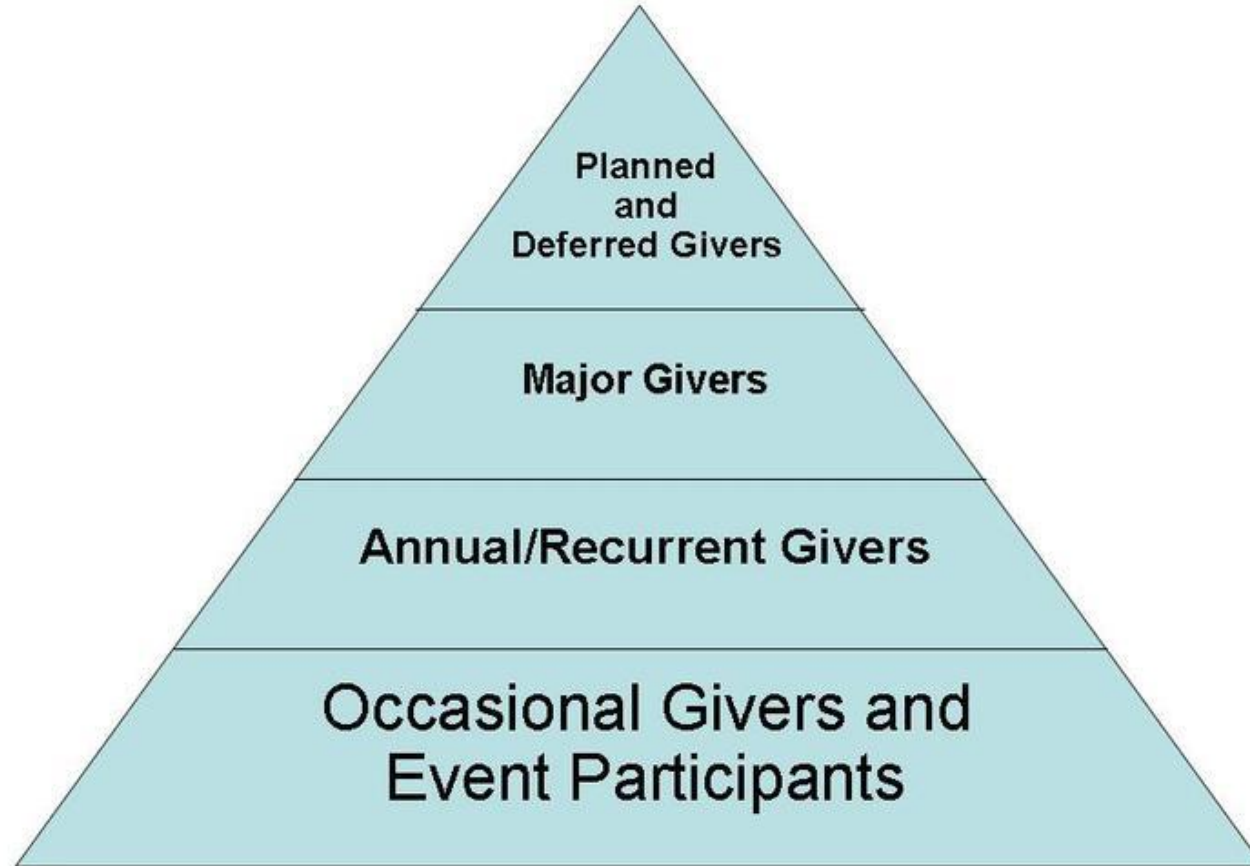 Planned
and
Deferred Givers
Major Givers
Annual/Recurrent Givers
Occasional Givers and
Event Participants